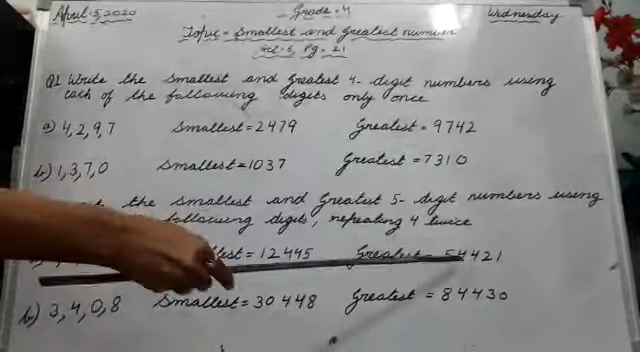 April 5, 2020 Grade = 4 Wednesday
Topic = Smallest and greatest number
Pg = 21
Q1 Write the smallest and greatest 4-digit numbers using
each of the following digits only once
a) 4,2,9,7 Smallest = 2479 Greatest = 9742
b) 1,3,7,0 Smallest = 1037 Greatest = 7310
the smallest and greatest 5-digit numbers using
following digits, repeating 4 twice
= 12445 Greatest = 54421
b) 3,4,0,8 Smallest = 30448 Greatest = 84430